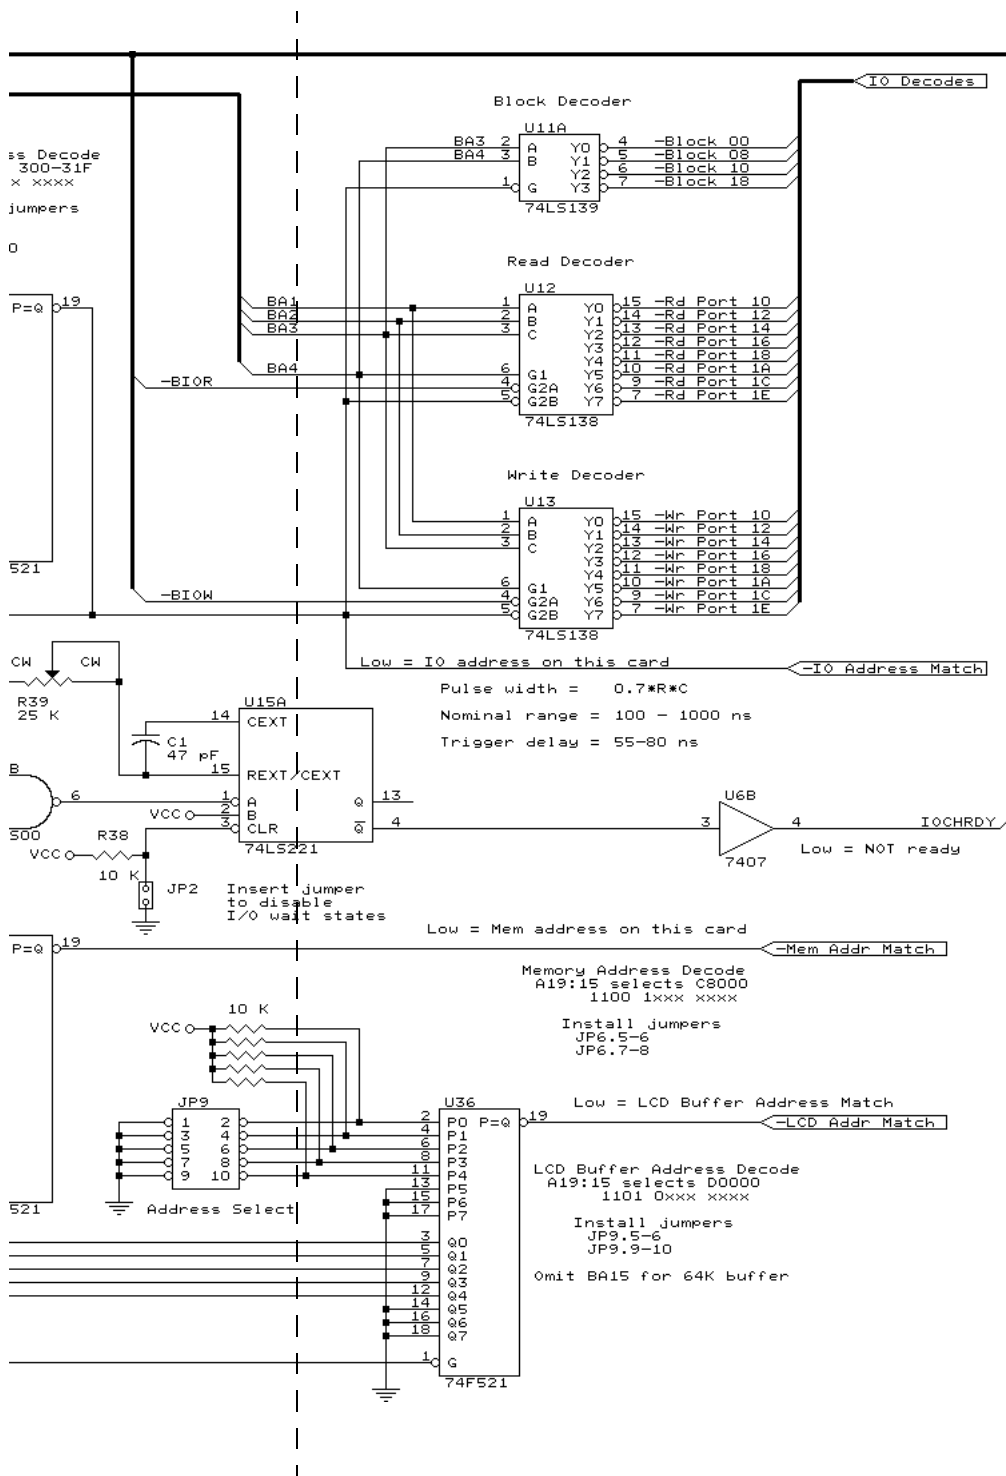 IO Decodes
Block Decoder
U11A
BA3 2 A Y0 4 -Block 00
BA4 3 B Y1 5 -Block 08
Y2 6 -Block 10
1 G Y3 7 -Block 18
74LS139
ss Decode
300-31F
x xxxx
jumpers
0
Read Decoder
U12
P=Q 19
BA1 1 A Y0 15 -Rd Port 10
BA2 2 B Y1 14 -Rd Port 12
BA3 3 C Y2 13 -Rd Port 14
Y3 12 -Rd Port 16
Y4 11 -Rd Port 18
BA4 6 G1 Y5 10 -Rd Port 1A
-BIOR 4 G2A Y6 9 -Rd Port 1C
5 G2B Y7 7 -Rd Port 1E
74LS138
Write Decoder
U13
1 A Y0 15 -Wr Port 10
2 B Y1 14 -Wr Port 12
3 C Y2 13 -Wr Port 14
Y3 12 -Wr Port 16
Y4 11 -Wr Port 18
6 G1 Y5 10 -Wr Port 1A
-BIOW 4 G2A Y6 9 -Wr Port 1C
5 G2B Y7 7 -Wr Port 1E
74LS138
521
Low = IO address on this card
-IO Address Match
CW CW
R39
25 K
Pulse width = 0.7*R*C
Nominal range = 100 - 1000 ns
Trigger delay = 55-80 ns
U15A
14 CEXT
C1
47 pF
15 REXT/CEXT
B
6
1 A Q 13
VCC 2 B
3 CLR Q 4
74LS221
S00
R38
VCC
10 K
JP2
Insert jumper
to disable
I/O wait states
U6B
3 4 IOCHRDY
7407
Low = NOT ready
Low = Mem address on this card
P=Q 19
-Mem Addr Match
Memory Address Decode
A19:15 selects C8000
1100 1xxx xxxx
Install jumpers
JP6.5-6
JP6.7-8
10 K
VCC
JP9
1 2
3 4
5 6
7 8
9 10
Address Select
521
U36
2 P0 P=Q 19
4 P1
6 P2
8 P3
11 P4
13 P5
15 P6
17 P7
3 Q0
5 Q1
7 Q2
9 Q3
12 Q4
14 Q5
16 Q6
18 Q7
1 G
74F521
Low = LCD Buffer Address Match
-LCD Addr Match
LCD Buffer Address Decode
A19:15 selects D0000
1101 0xxx xxxx
Install jumpers
JP9.5-6
JP9.9-10
Omit BA15 for 64K buffer